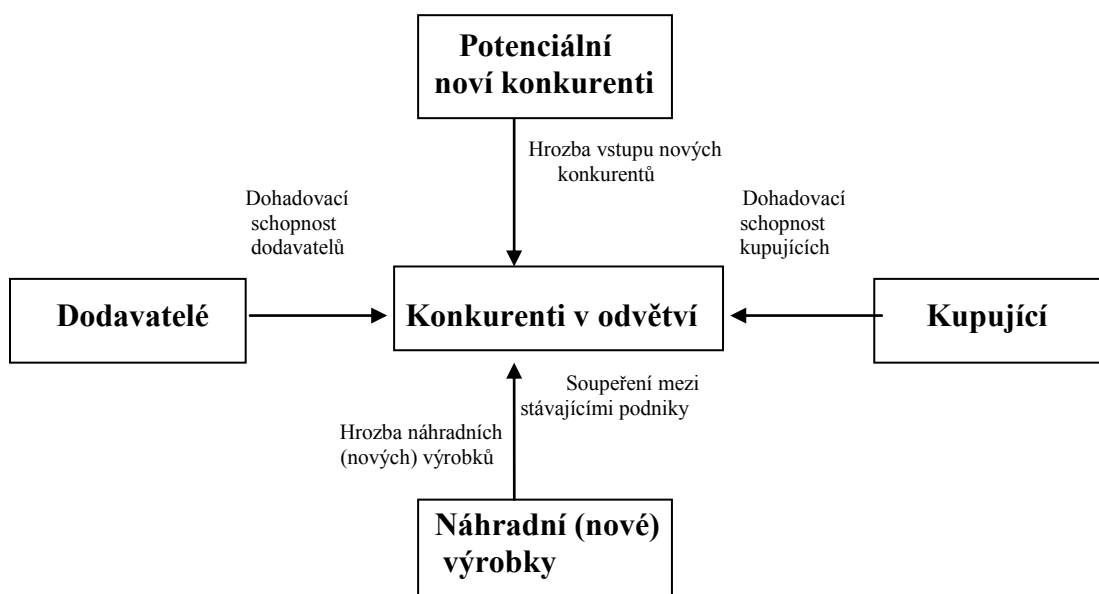 Potenciální
noví konkurenti
Hrozba vstupu nových
konkurentů
Dohadovací
schopnost
dodavatelů
Dohadovací
schopnost
kupujících
Dodavatelé
Konkurenti v odvětví
Kupující
Soupeření mezi
stávajícími podniky
Hrozba náhradních
(nových) výrobků
Náhradní (nové)
výrobky